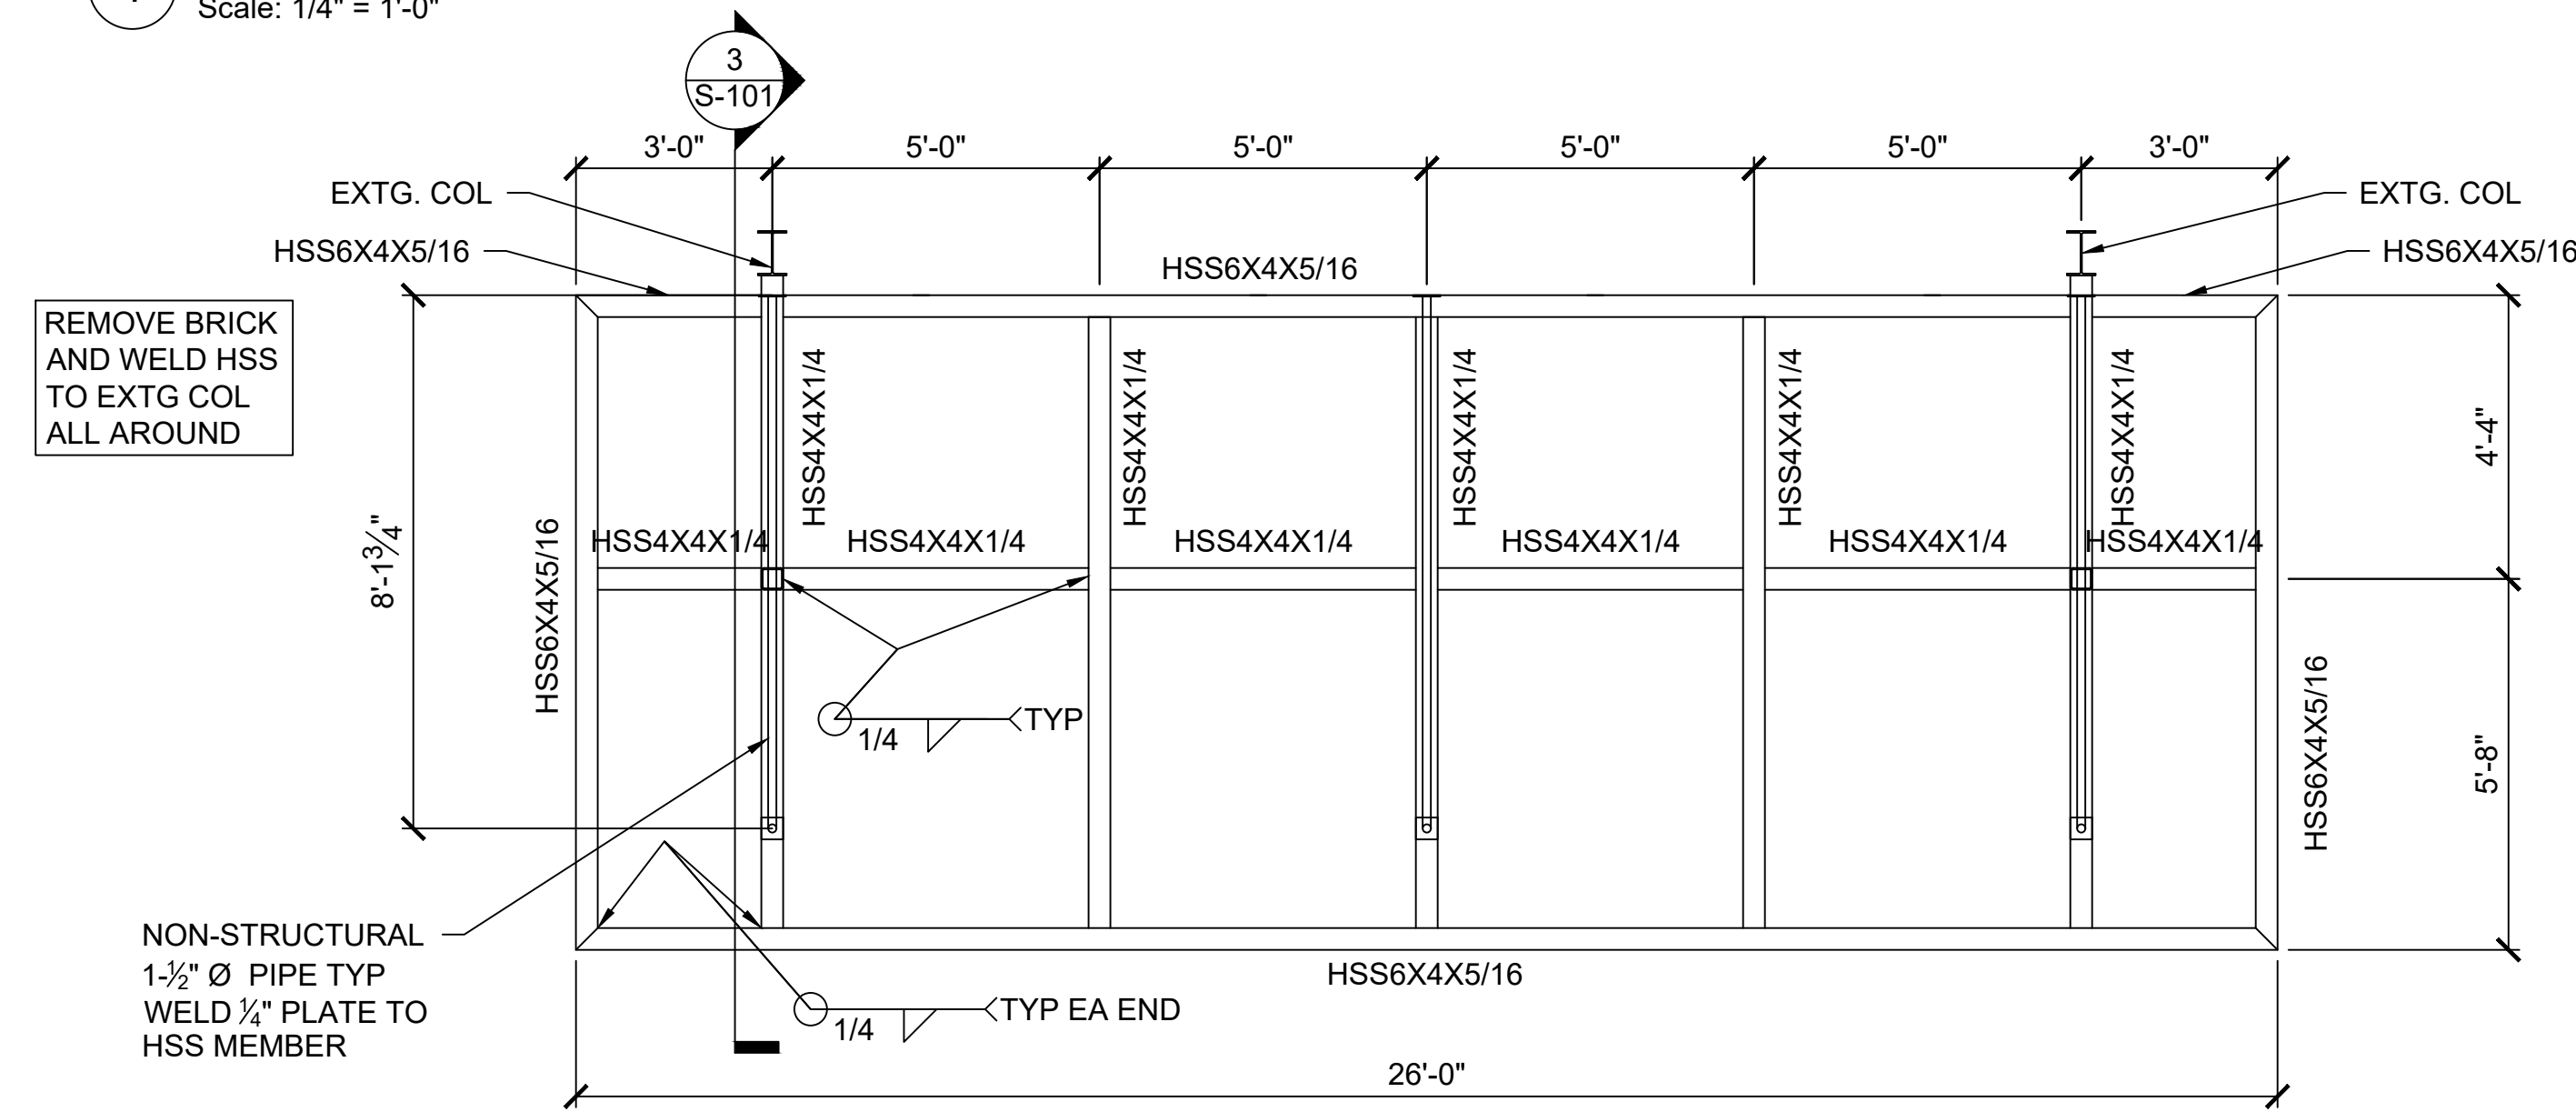 Scale: 1/4" = 1'-0"
3
S-101
3'-0"
5'-0"
5'-0"
5'-0"
5'-0"
3'-0"
EXTG. COL
EXTG. COL
HSS6X4X5/16
HSS6X4X5/16
HSS6X4X5/16
REMOVE BRICK
AND WELD HSS
TO EXTG COL
ALL AROUND
HSS4X4X1/4
HSS4X4X1/4
HSS4X4X1/4
HSS4X4X1/4
HSS4X4X1/4
4'-4"
8'-1¾"
HSS6X4X5/16
HSS4X4X1/4
HSS4X4X1/4
HSS4X4X1/4
HSS4X4X1/4
HSS4X4X1/4
HSS4X4X1/4
1/4
TYP
5'-8"
HSS6X4X5/16
NON-STRUCTURAL
1-½" Ø PIPE TYP
WELD ¼" PLATE TO
HSS MEMBER
HSS6X4X5/16
1/4
TYP EA END
26'-0"